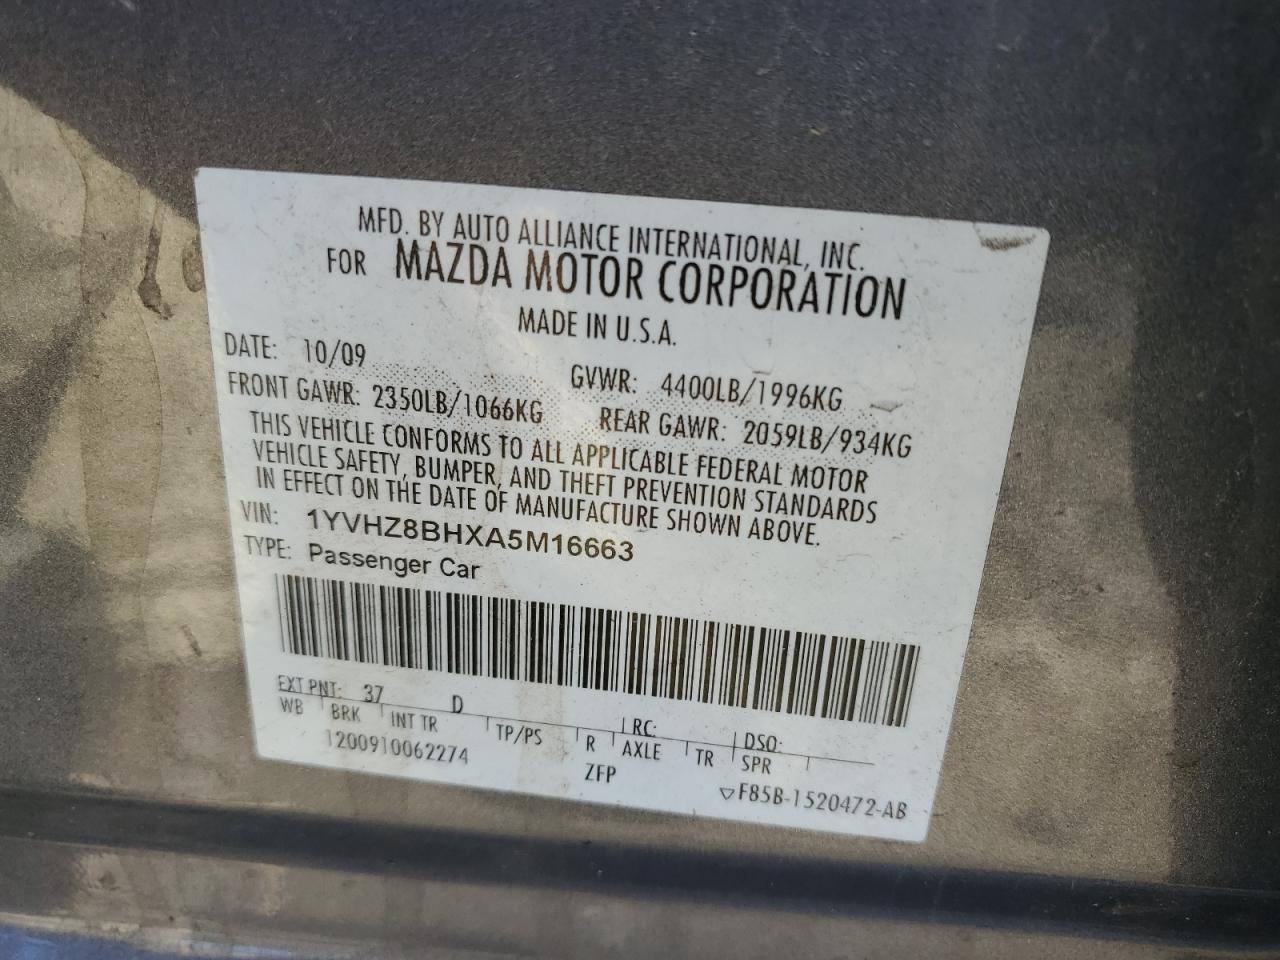 MFD. BY AUTO ALLIANCE INTERNATIONAL, INC.
FOR MAZDA MOTOR CORPORATION
MADE IN U.S.A.
DATE: 10/09 GVWR: 4400LB/1996KG
FRONT GAWR: 2350LB/1066KG REAR GAWR: 2059LB/934KG
THIS VEHICLE CONFORMS TO ALL APPLICABLE FEDERAL MOTOR
VEHICLE SAFETY, BUMPER, AND THEFT PREVENTION STANDARDS
IN EFFECT ON THE DATE OF MANUFACTURE SHOWN ABOVE.
VIN: 1YVHZ8BHXA5M16663
TYPE: Passenger Car
EXT PNT: 37 D RC: DSO:
WB BRK INT TR TP/PS R AXLE TR SPR
1200910062274 ZFP
▽F85B-1520472-AB